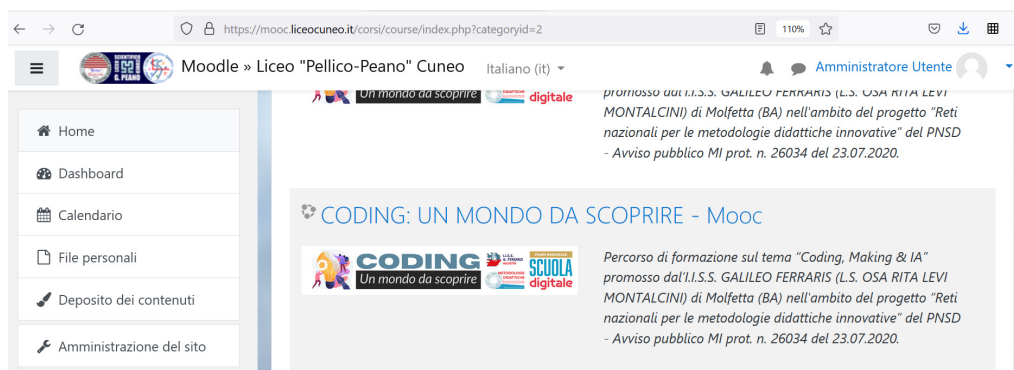 https://mooc.liceocuneo.it/corsi/course/index.php?categoryid=2
110%
SCIENTIFICO
G. PEANO
Moodle » Liceo "Pellico-Peano" Cuneo
Italiano (it)
Amministratore Utente
Home
Dashboard
Calendario
File personali
Deposito dei contenuti
Amministrazione del sito
Un mondo da scoprire
digitale
promosso dall'I.I.S.S. GALILEO FERRARIS (L.S. OSA RITA LEVI
MONTALCINI) di Molfetta (BA) nell'ambito del progetto "Reti
nazionali per le metodologie didattiche innovative" del PNSD
- Avviso pubblico MI prot. n. 26034 del 23.07.2020.
CODING: UN MONDO DA SCOPRIRE - Mooc
CODING
Un mondo da scoprire
SCUOLA
digitale
Percorso di formazione sul tema "Coding, Making & IA"
promosso dall'I.I.S.S. GALILEO FERRARIS (L.S. OSA RITA LEVI
MONTALCINI) di Molfetta (BA) nell'ambito del progetto "Reti
nazionali per le metodologie didattiche innovative" del PNSD
- Avviso pubblico MI prot. n. 26034 del 23.07.2020.